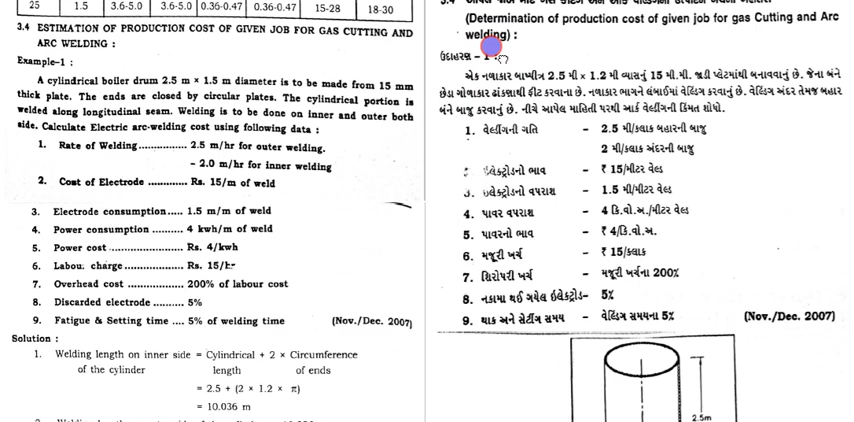 25 1.5 3.6-5.0 3.6-5.0 0.36-0.47 0.36-0.47 15-28 18-30
3.4 ESTIMATION OF PRODUCTION COST OF GIVEN JOB FOR GAS CUTTING AND
ARC WELDING :
Example-1 :
A cylindrical boiler drum 2.5 m × 1.5 m diameter is to be made from 15 mm
thick plate. The ends are closed by circular plates. The cylindrical portion is
welded along longitudinal seam. Welding is to be done on inner and outer both
side. Calculate Electric arc-welding cost using following data :
1. Rate of Welding............... 2.5 m/hr for outer welding.
- 2.0 m/hr for inner welding
2. Cost of Electrode ............ Rs. 15/m of weld
3. Electrode consumption..... 1.5 m/m of weld
4. Power consumption .......... 4 kwh/m of weld
5. Power cost ...................... Rs. 4/kwh
6. Labou. charge................... Rs. 15/
7. Overhead cost .................. 200% of labour cost
8. Discarded electrode .......... 5%
9. Fatigue & Setting time .... 5% of welding time (Nov./Dec. 2007)
Solution :
1. Welding length on inner side = Cylindrical + 2 × Circumference
of the cylinder length of ends
= 2.5 + (2 × 1.2 × π)
= 10.036 m
(Determination of production cost of given job for gas Cutting and Arc
welding) :
ઉદાહરણ – 1
એક નળાકાર બાષ્પીત્ર 2.5 મી × 1.2 મી વ્યાસનું 15 મી.મી. જાડી પ્લેટમાંથી બનાવવાનું છે. જેના બંને
છેડા ગોળાકાર ઢાંકણાથી ફીટ કરવાના છે. નળાકાર ભાગને લંબાઈમાં વેલ્ડિંગ કરવાનું છે. વેલ્ડિંગ અંદર તેમજ બહાર
બંને બાજુ કરવાનું છે. નીચે આપેલ માહિતી પરથી આર્ક વેલ્ડીંગની કિંમત શોધો.
1. વેલ્ડીંગની ગતિ – 2.5 મી/કલાક બહારની બાજુ
2 મી/કલાક અંદરની બાજુ
ઇલેક્ટ્રોડનો ભાવ – ₹ 15/મીટર વેલ્ડ
3. ઇલેક્ટ્રોડનો વપરાશ – 1.5 મી/મીટર વેલ્ડ
4. પાવર વપરાશ – 4 કિ.વો.અ./મીટર વેલ્ડ
5. પાવરનો ભાવ – ₹ 4/કિ.વો.અ.
6. મજૂરી ખર્ચ – ₹ 15/કલાક
7. શિરોપરી ખર્ચ – મજૂરી ખર્ચના 200%
8. નકામા થઈ ગયેલ ઇલેક્ટ્રોડ– 5%
9. થાક અને સેટીંગ સમય – વેલ્ડિંગ સમયના 5% (Nov./Dec. 2007)
2.5m